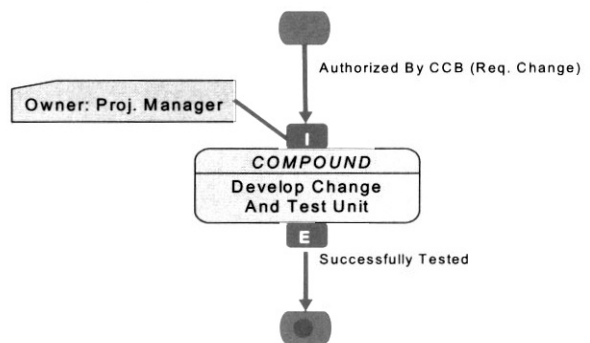 Authorized By CCB (Req. Change)
Owner: Proj. Manager
I
COMPOUND
Develop Change
And Test Unit
E
Successfully Tested